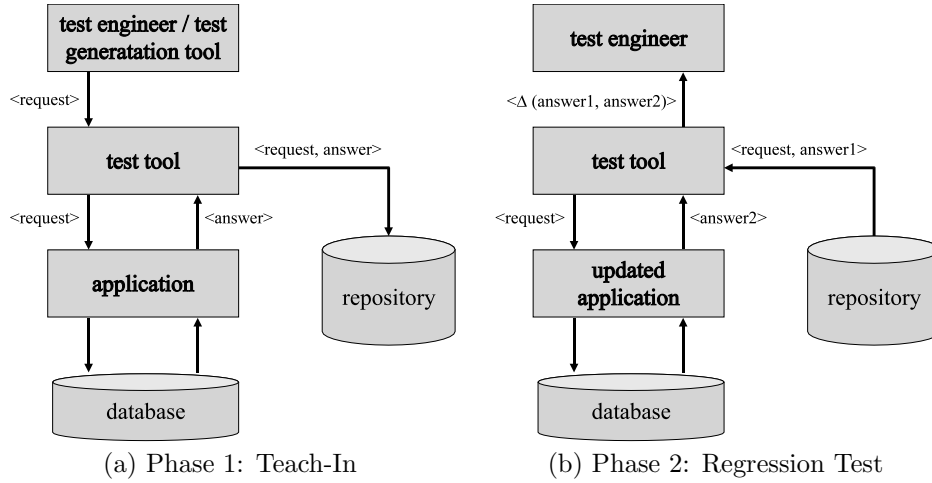 test engineer / test
generatation tool
<request>
test tool
<request, answer>
<request>
<answer>
application
repository
database
(a) Phase 1: Teach-In
test engineer
<Δ (answer1, answer2)>
test tool
<request, answer1>
<request>
<answer2>
updated
application
repository
database
(b) Phase 2: Regression Test